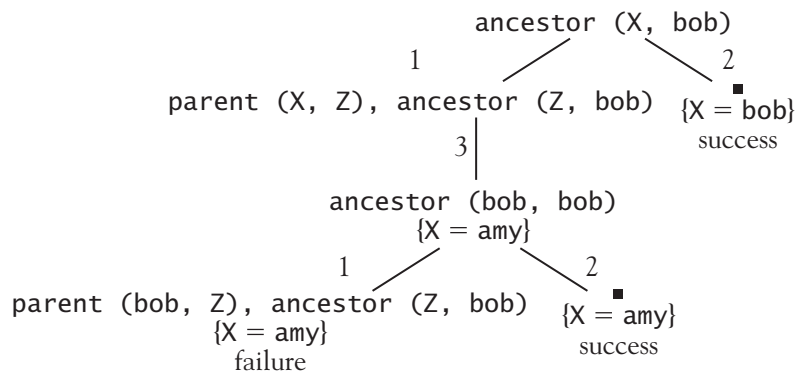 ancestor (X, bob)
1
2
parent (X, Z), ancestor (Z, bob)
{X = bob}
success
3
ancestor (bob, bob)
{X = amy}
1
2
parent (bob, Z), ancestor (Z, bob)
{X = amy}
failure
{X = amy}
success